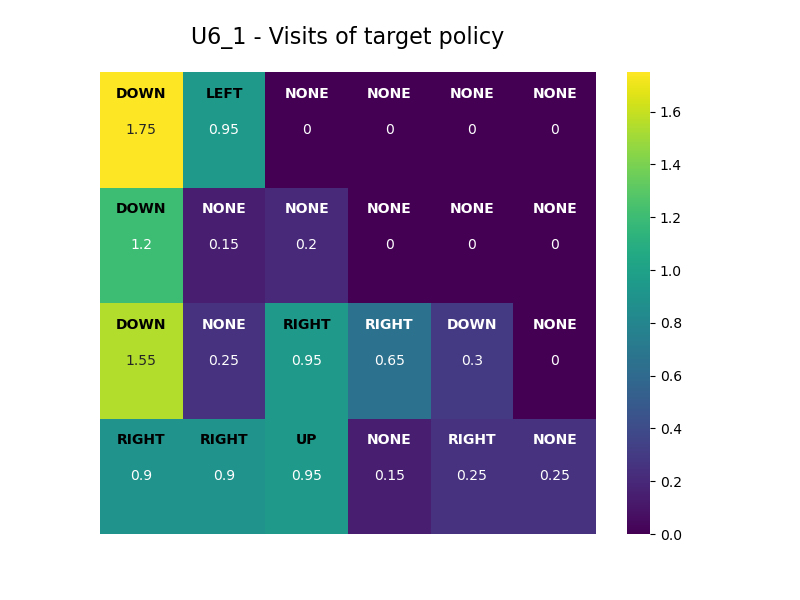 U6_1 - Visits of target policy
DOWN LEFT NONE NONE NONE NONE
1.75 0.95 0 0 0 0
DOWN NONE NONE NONE NONE NONE
1.2 0.15 0.2 0 0 0
DOWN NONE RIGHT RIGHT DOWN NONE
1.55 0.25 0.95 0.65 0.3 0
RIGHT RIGHT UP NONE RIGHT NONE
0.9 0.9 0.95 0.15 0.25 0.25
1.6
1.4
1.2
1.0
0.8
0.6
0.4
0.2
0.0